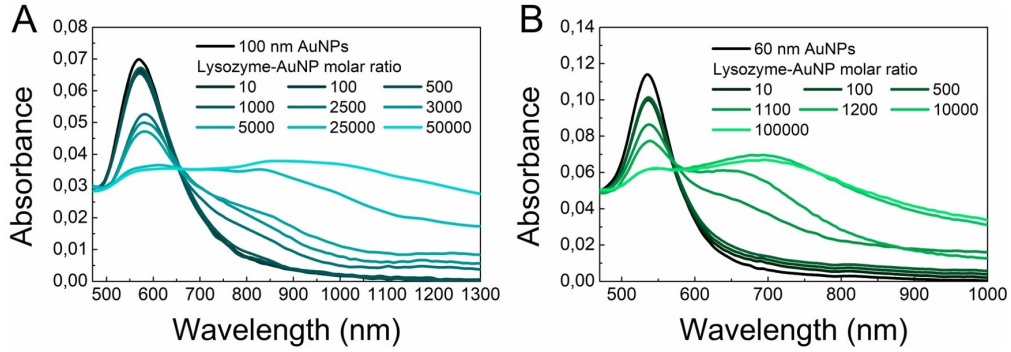 A
0,08
0,07
0,06
0,05
0,04
0,03
0,02
0,01
0,00
Absorbance
100 nm AuNPs
Lysozyme-AuNP molar ratio
10 100 500
1000 2500 3000
5000 25000 50000
500 600 700 800 900 1000 1100 1200 1300
Wavelength (nm)
B
0,14
0,12
0,10
0,08
0,06
0,04
0,02
0,00
Absorbance
60 nm AuNPs
Lysozyme-AuNP molar ratio
10 100 500
1100 1200 10000
100000
500 600 700 800 900 1000
Wavelength (nm)